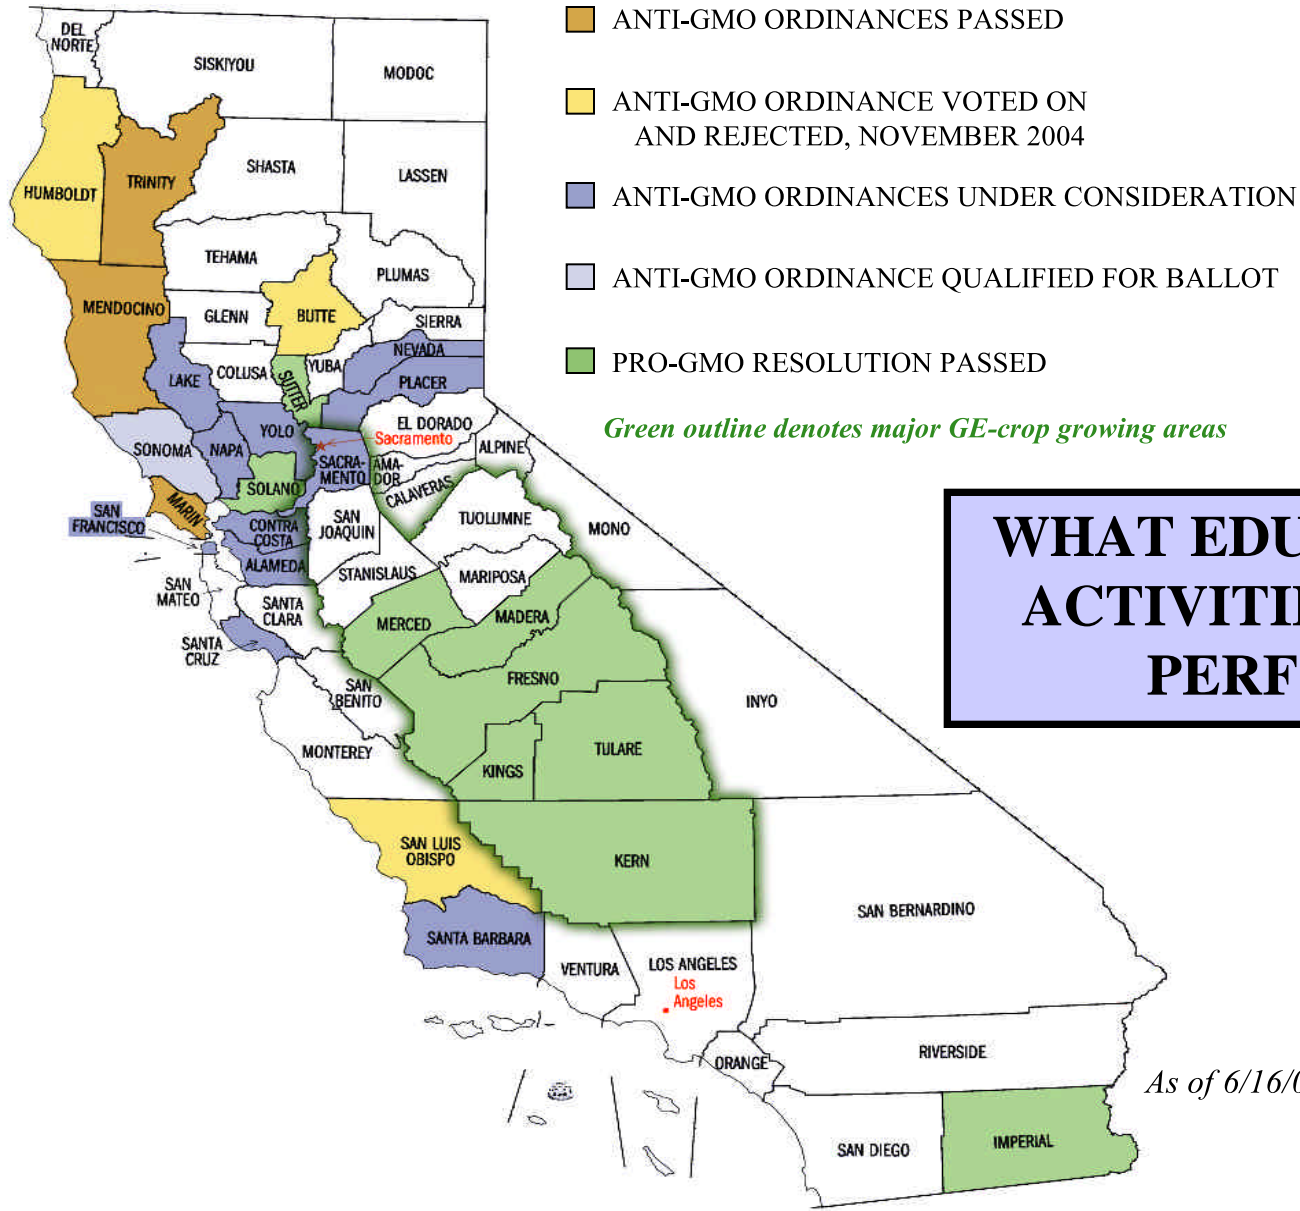 ANTI-GMO ORDINANCES PASSED
ANTI-GMO ORDINANCE VOTED ON
AND REJECTED, NOVEMBER 2004
ANTI-GMO ORDINANCES UNDER CONSIDERATION
ANTI-GMO ORDINANCE QUALIFIED FOR BALLOT
PRO-GMO RESOLUTION PASSED
Green outline denotes major GE-crop growing areas
WHAT EDU
ACTIVITI
PERF
As of 6/16/0
DEL
NORTE
SISKIYOU
MODOC
HUMBOLDT
TRINITY
SHASTA
LASSEN
TEHAMA
PLUMAS
MENDOCINO
GLENN
BUTTE
SIERRA
NEVADA
LAKE
COLUSA
SUTTER
YUBA
PLACER
SONOMA
NAPA
YOLO
EL DORADO
Sacramento
ALPINE
SACRA-
MENTO
AMA-
DOR
SOLANO
CALAVERAS
MARIN
SAN
FRANCISCO
CONTRA
COSTA
SAN
JOAQUIN
TUOLUMNE
MONO
ALAMEDA
STANISLAUS
MARIPOSA
SAN
MATEO
SANTA
CLARA
MERCED
MADERA
SANTA
CRUZ
SAN
BENITO
FRESNO
INYO
MONTEREY
KINGS
TULARE
SAN LUIS
OBISPO
KERN
SAN BERNARDINO
SANTA BARBARA
VENTURA
LOS ANGELES
Los
Angeles
ORANGE
RIVERSIDE
SAN DIEGO
IMPERIAL